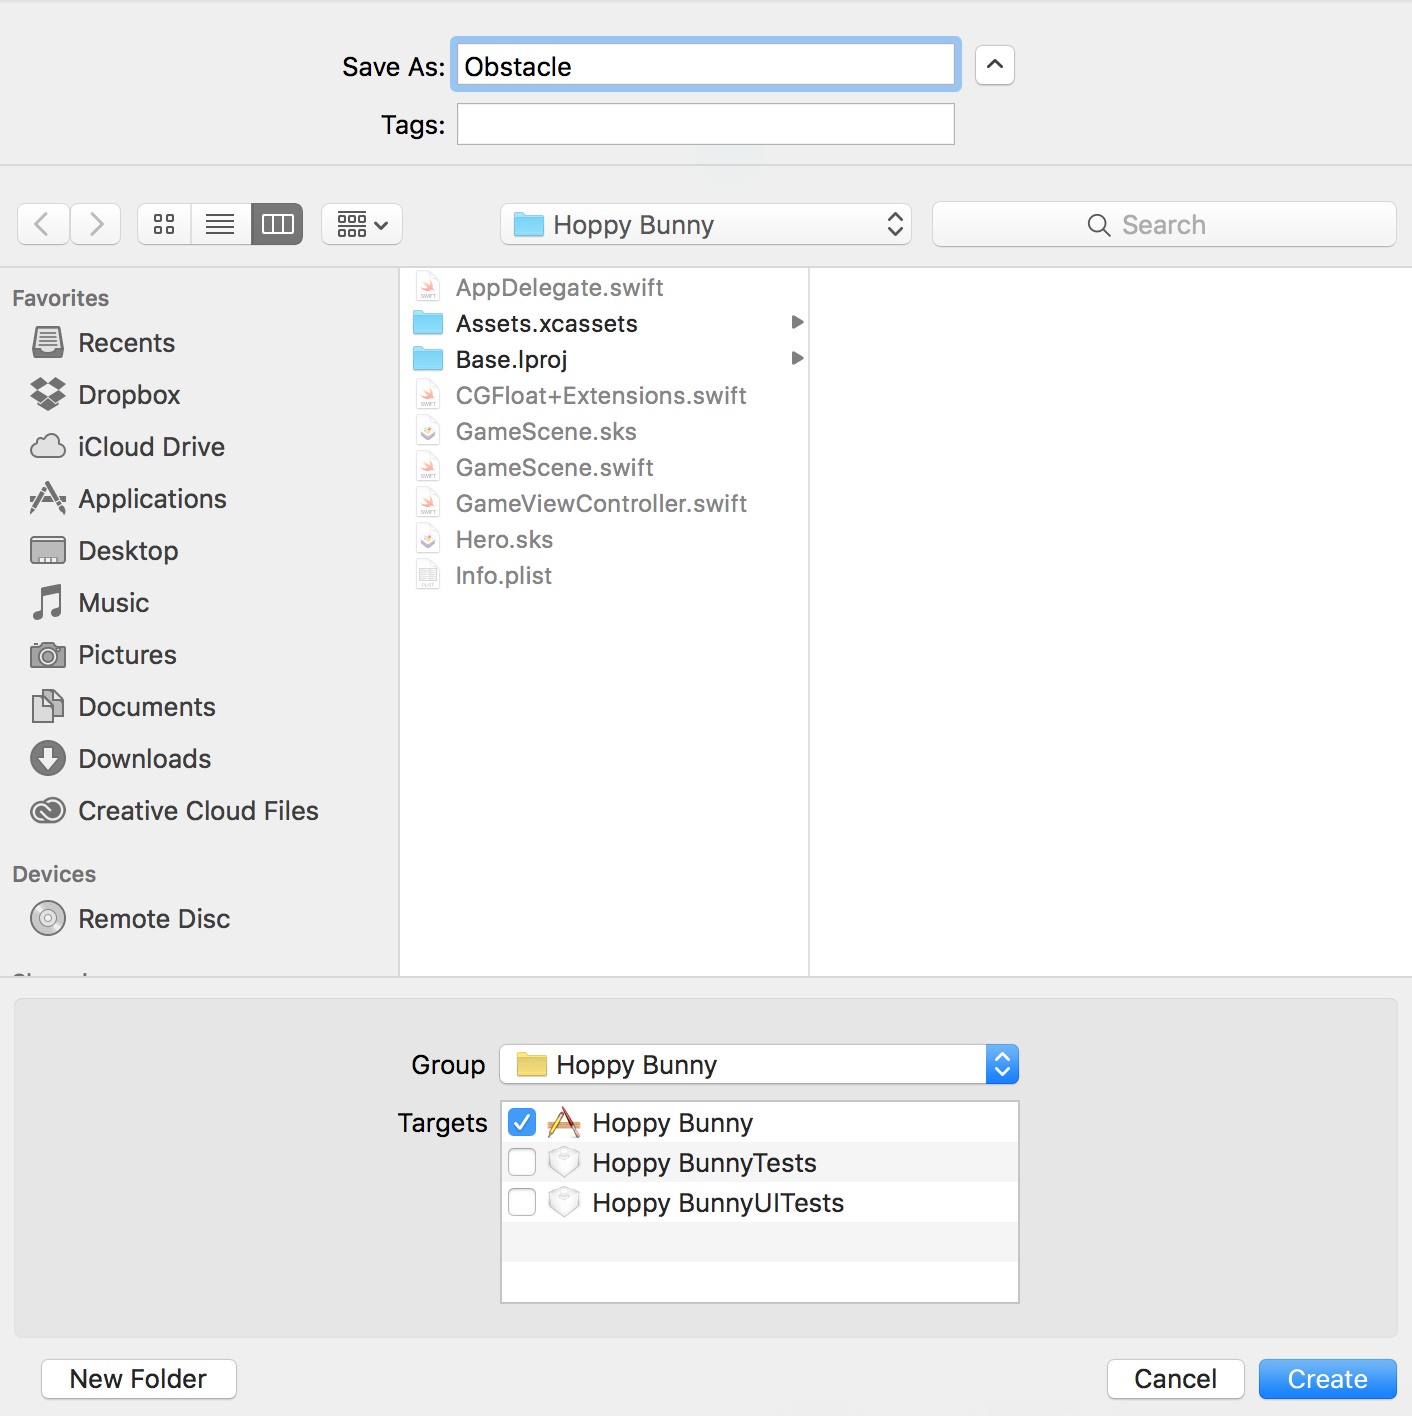 Save As: Obstacle
Tags:
Hoppy Bunny
Search
Favorites
Recents
Dropbox
iCloud Drive
Applications
Desktop
Music
Pictures
Documents
Downloads
Creative Cloud Files
Devices
Remote Disc
AppDelegate.swift
Assets.xcassets
Base.lproj
CGFloat+Extensions.swift
GameScene.sks
GameScene.swift
GameViewController.swift
Hero.sks
Info.plist
Group Hoppy Bunny
Targets Hoppy Bunny
Hoppy BunnyTests
Hoppy BunnyUITests
New Folder Cancel Create